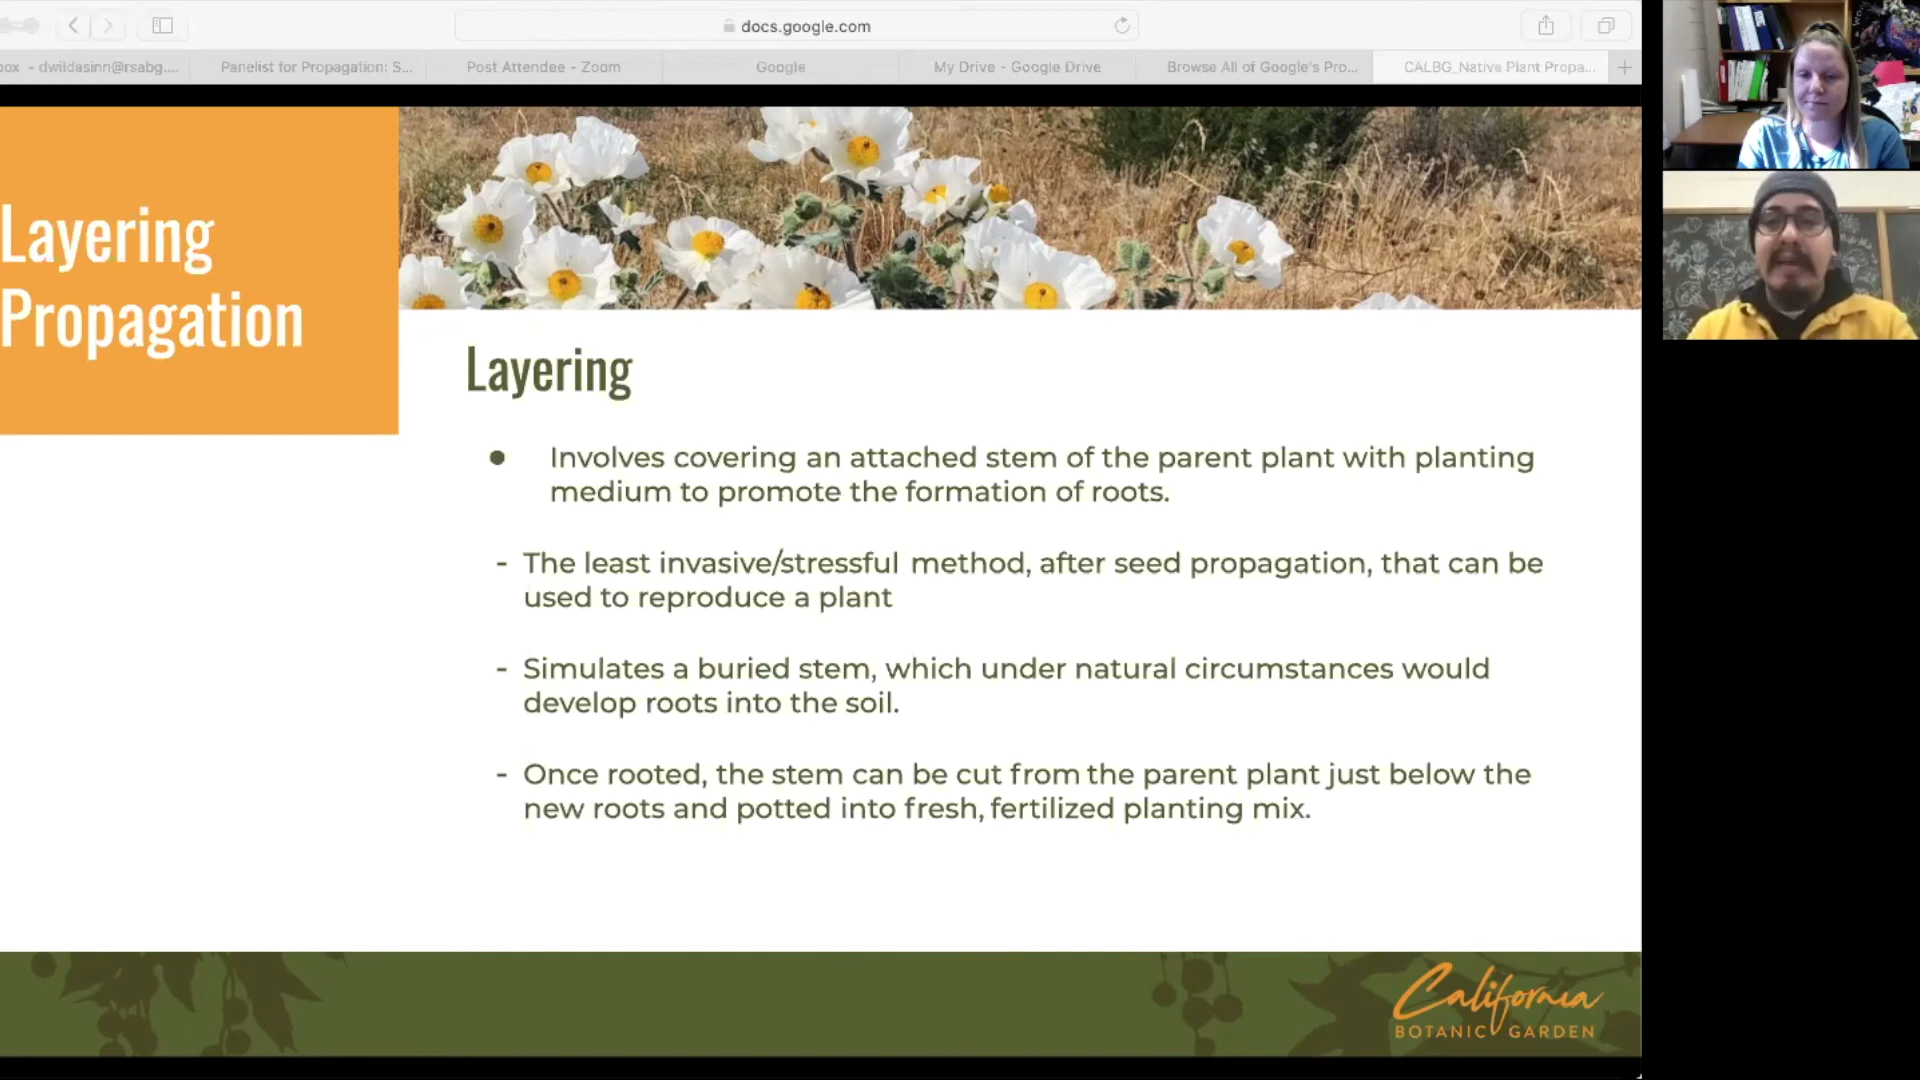 docs.google.com
box - dwildasinn@rsabg....
Panelist for Propagation: S...
Post Attendee - Zoom
Google
My Drive - Google Drive
Browse All of Google's Pro...
CALBG_Native Plant Propa...
Layering
Propagation
Layering
● Involves covering an attached stem of the parent plant with planting
medium to promote the formation of roots.
- The least invasive/stressful method, after seed propagation, that can be
used to reproduce a plant
- Simulates a buried stem, which under natural circumstances would
develop roots into the soil.
- Once rooted, the stem can be cut from the parent plant just below the
new roots and potted into fresh, fertilized planting mix.
California
BOTANIC GARDEN